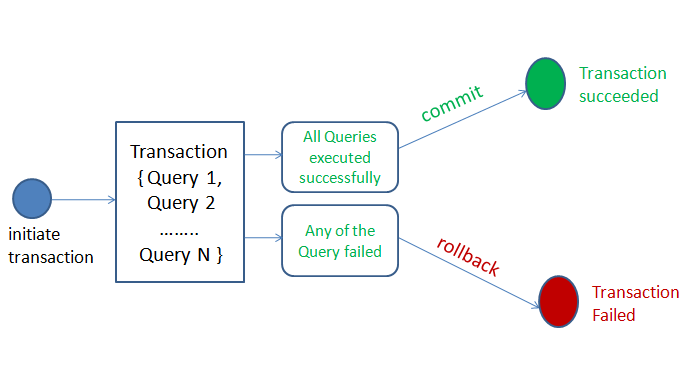 initiate
transaction
Transaction
{ Query 1,
Query 2
........
Query N }
All Queries
executed
successfully
Any of the
Query failed
commit
rollback
Transaction
succeeded
Transaction
Failed